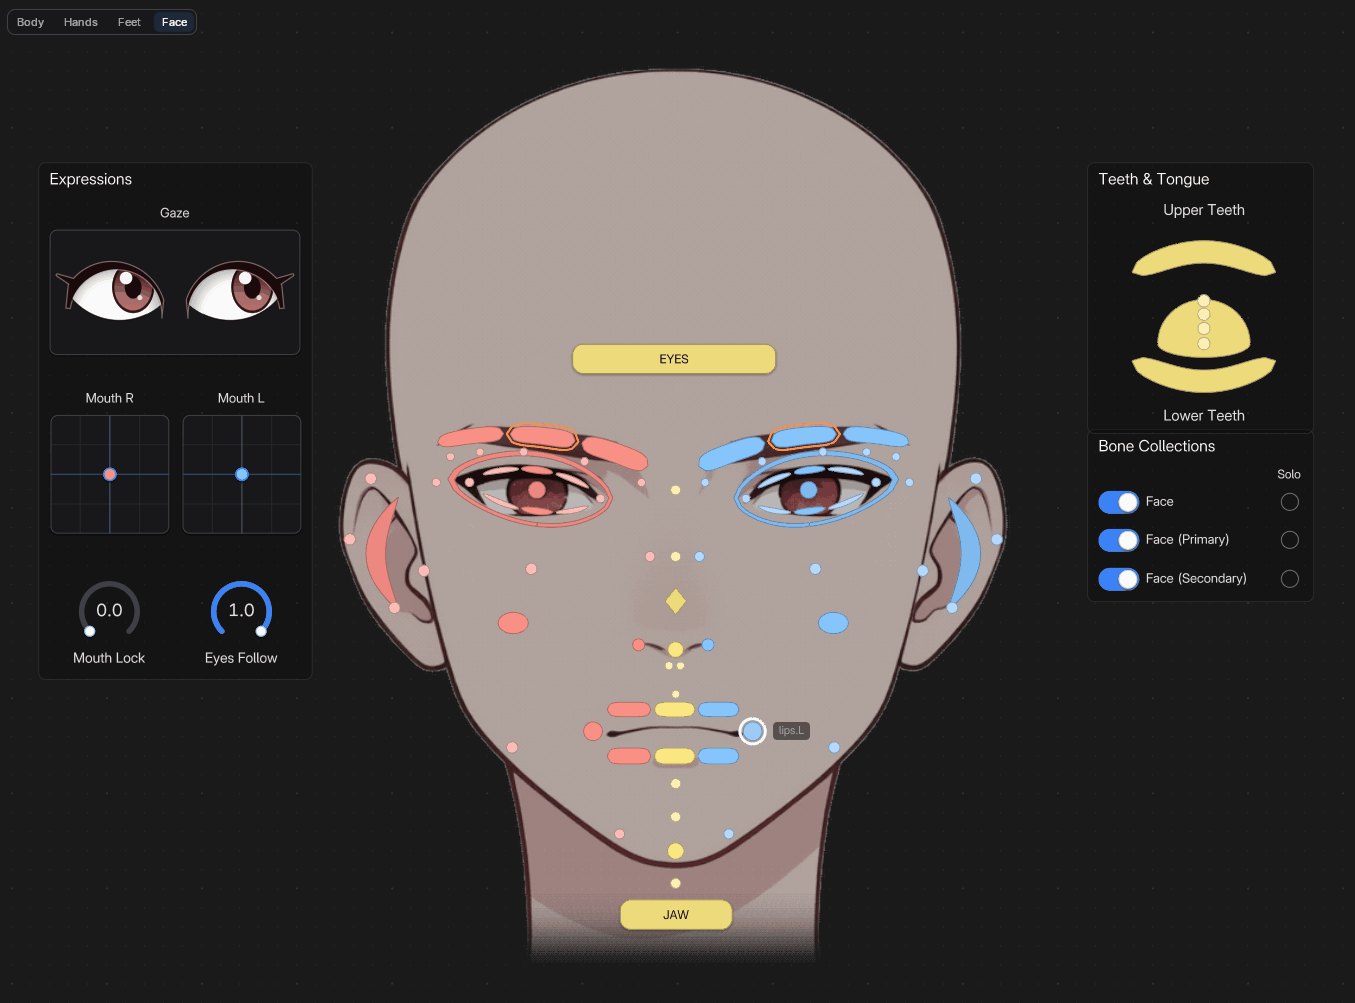 Body Hands Feet Face
Expressions
Gaze
Mouth R
Mouth L
0.0
1.0
Mouth Lock
Eyes Follow
EYES
lips.L
JAW
Teeth & Tongue
Upper Teeth
Lower Teeth
Bone Collections
Solo
Face
Face (Primary)
Face (Secondary)